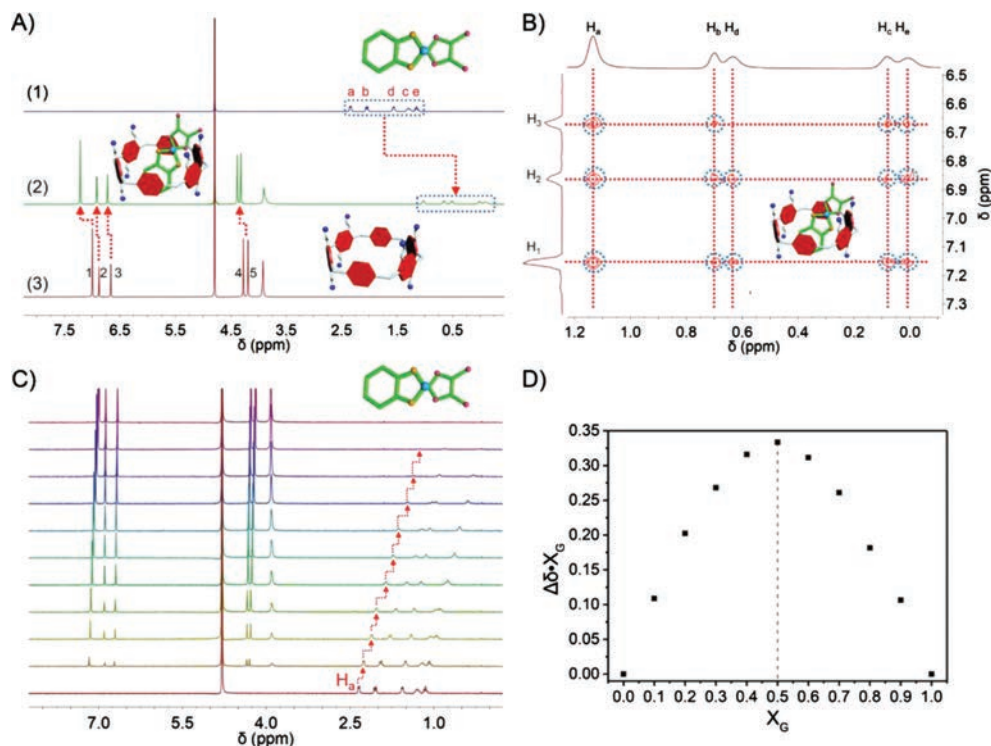 A)
(1)
a b d c e
(2)
1 2 3 4 5
(3)
7.5 6.5 5.5 4.5 3.5 2.5 1.5 0.5
δ (ppm)
B)
Ha Hb Hd Hc He
6.5
H3
6.6
6.7
6.8
H2
6.9
7.0
H1
7.1
7.2
7.3
δ (ppm)
1.2 1.0 0.8 0.6 0.4 0.2 0.0
δ (ppm)
C)
Ha
7.0 5.5 4.0 2.5 1.0
δ (ppm)
D)
0.35
0.30
0.25
0.20
0.15
0.10
0.05
0.00
Δδ•XG
0.0 0.1 0.2 0.3 0.4 0.5 0.6 0.7 0.8 0.9 1.0
XG